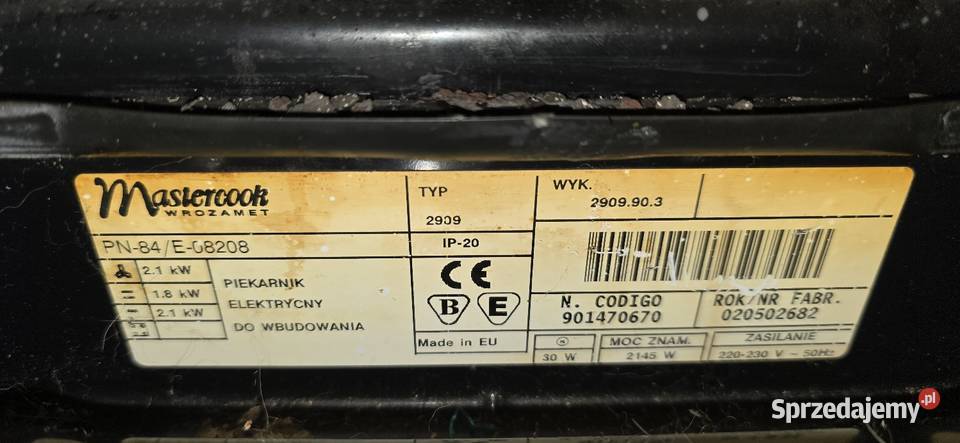 Mastercook
WROZAMET
TYP
2909
WYK.
2909.90.3
PN-84/E-08208
IP-20
2.1 kW
1.8 kW
2.1 kW
PIEKARNIK
ELEKTRYCNY
DO WBUDOWANIA
CE
B E
Made in EU
N. CODIGO
901470670
ROK/NR FABR.
020502682
30 W
MOC ZNAM.
2145 W
ZASILANIE
220-230 V ~ 50Hz
Sprzedajemy.pl